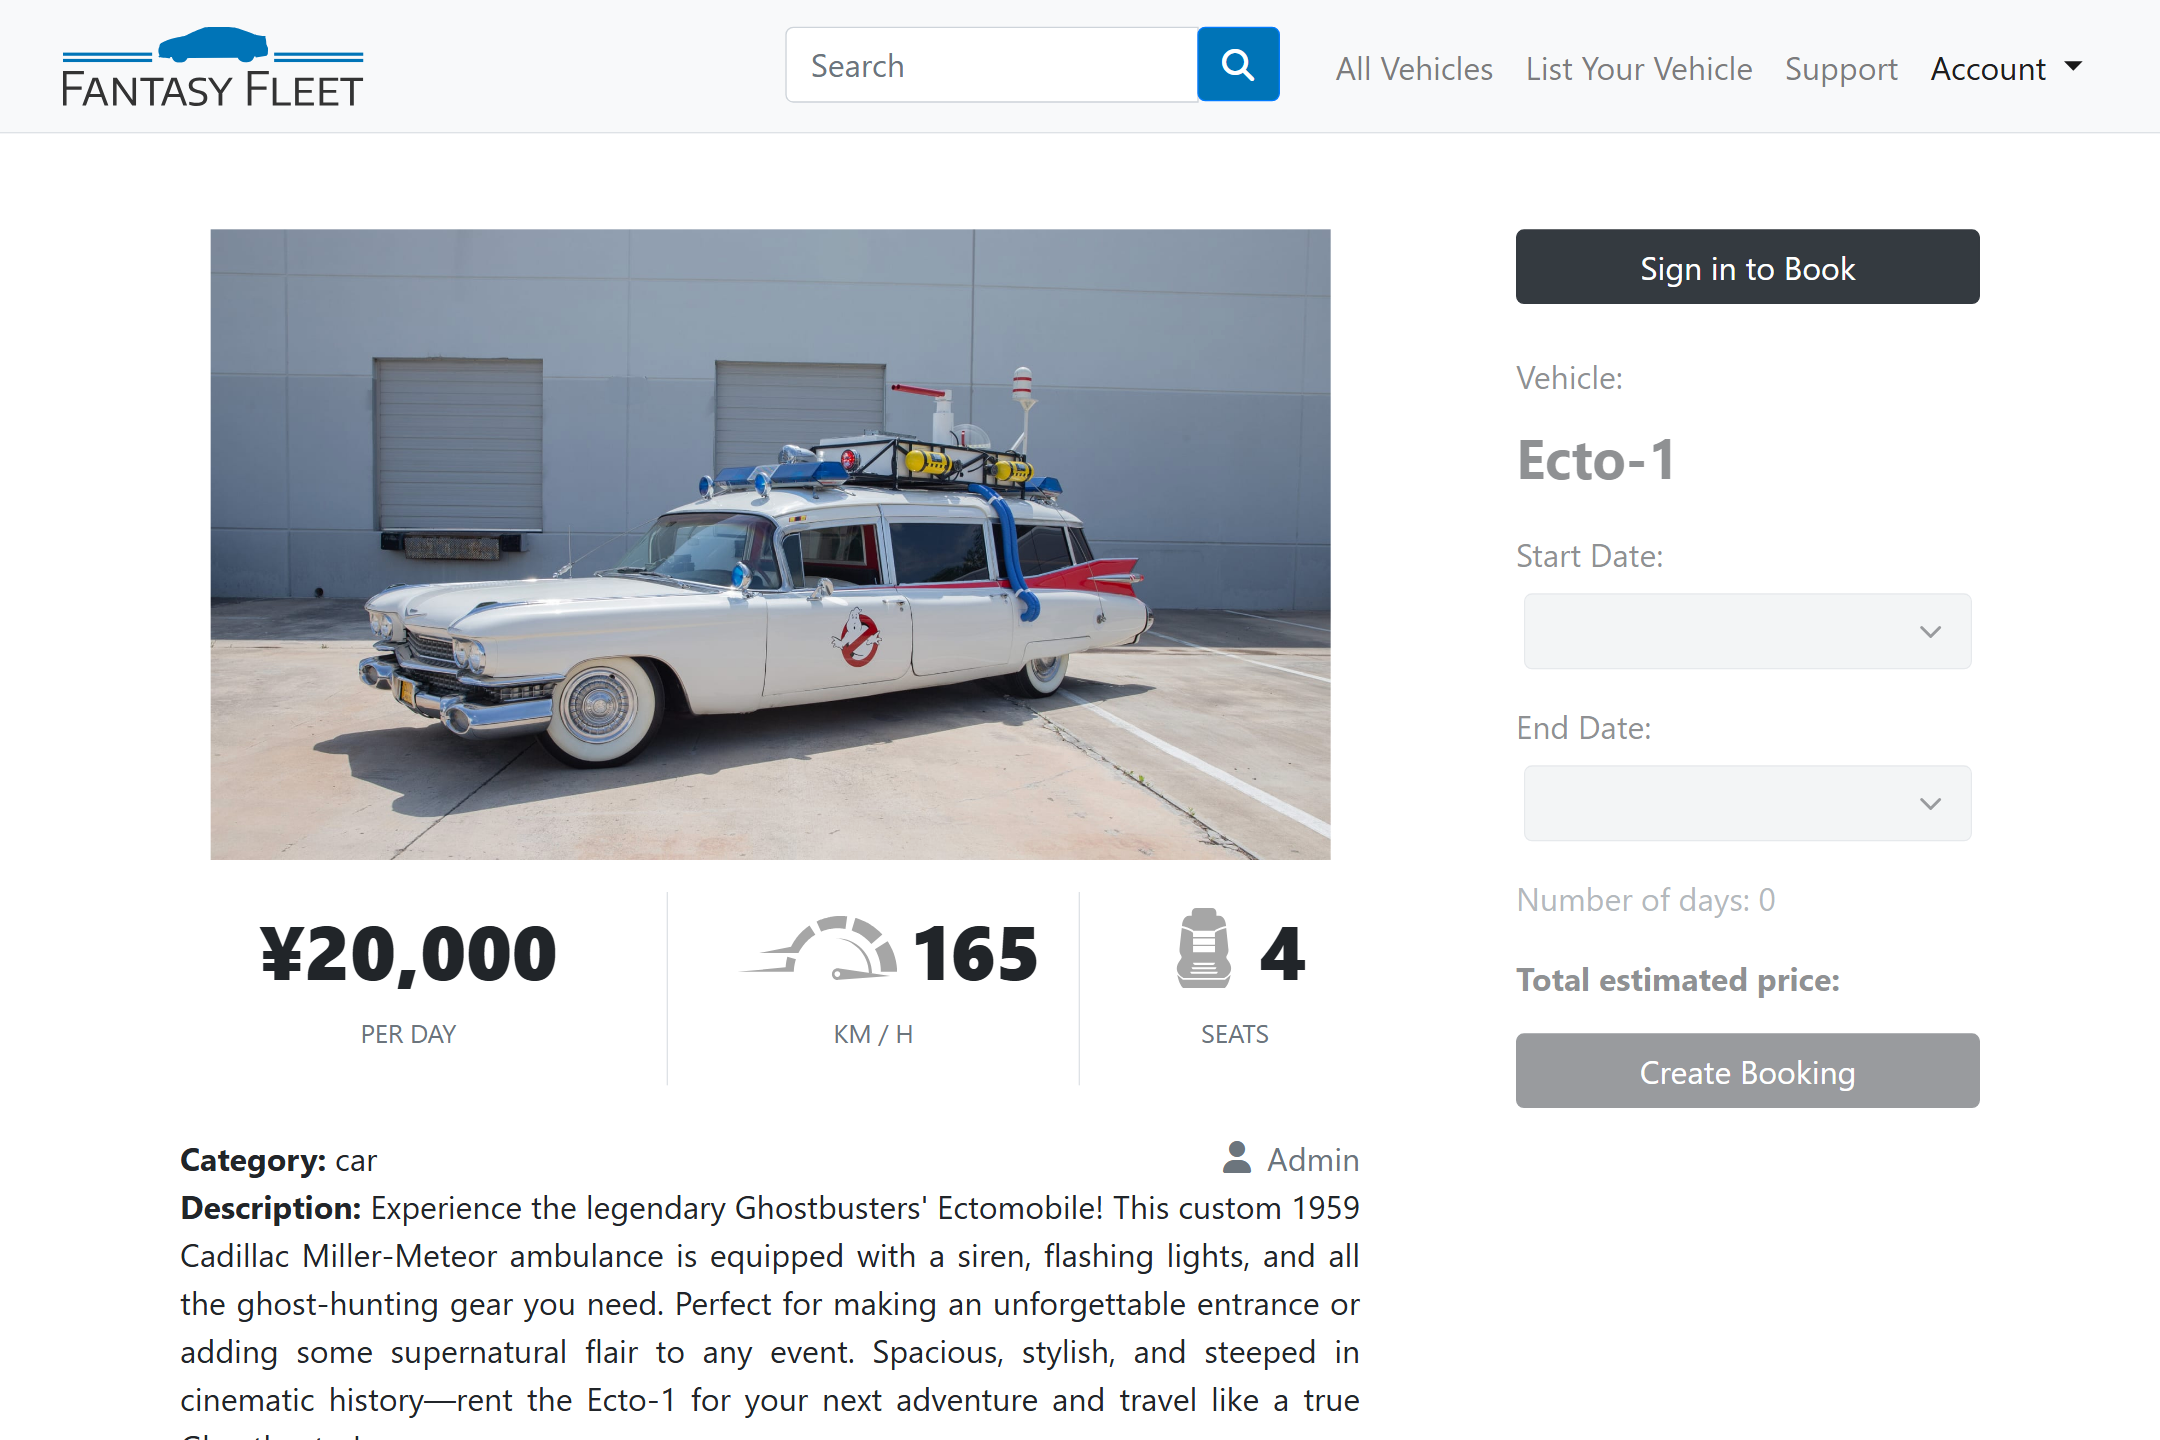 FANTASY FLEET
Search
All Vehicles
List Your Vehicle
Support
Account
¥20,000
PER DAY
165
KM / H
4
SEATS
Category: car
Admin
Description: Experience the legendary Ghostbusters' Ectomobile! This custom 1959
Cadillac Miller-Meteor ambulance is equipped with a siren, flashing lights, and all
the ghost-hunting gear you need. Perfect for making an unforgettable entrance or
adding some supernatural flair to any event. Spacious, stylish, and steeped in
cinematic history—rent the Ecto-1 for your next adventure and travel like a true
Sign in to Book
Vehicle:
Ecto-1
Start Date:
End Date:
Number of days: 0
Total estimated price:
Create Booking